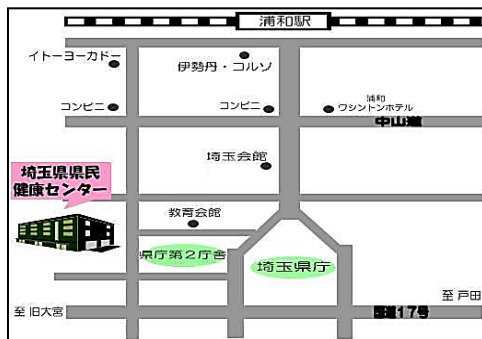 浦和駅
イトーヨーカドー
伊勢丹・コルソ
コンビニ
コンビニ
浦和
ワシントンホテル
中山道
埼玉会館
埼玉県県民
健康センター
教育会館
県庁第2庁舎
埼玉県庁
至 戸田
至 旧大宮
国道17号